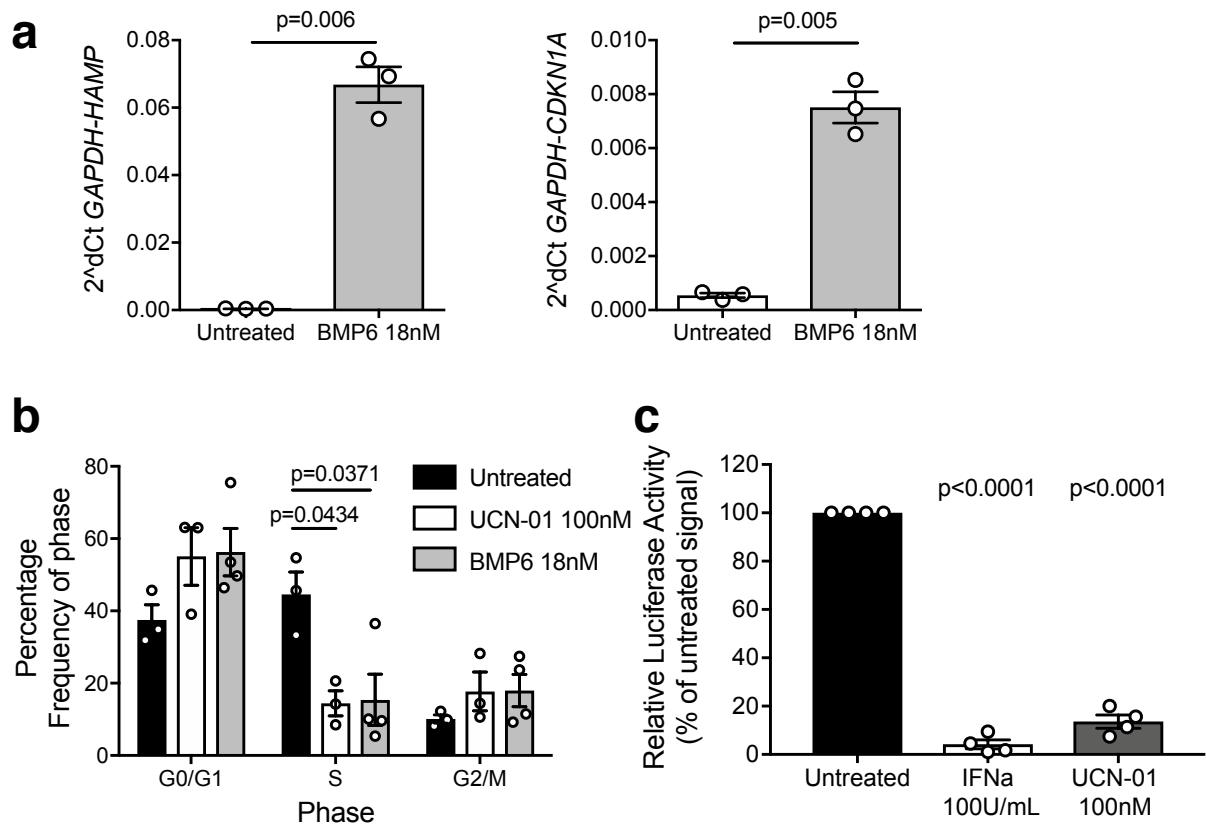 a
p=0.006
2^dCt GAPDH-HAMP
0.08
0.06
0.04
0.02
0.00
Untreated
BMP6 18nM
p=0.005
2^dCt GAPDH-CDKN1A
0.010
0.008
0.006
0.004
0.002
0.000
Untreated
BMP6 18nM
b
Percentage
Frequency of phase
80
60
40
20
0
p=0.0371
p=0.0434
Untreated
UCN-01 100nM
BMP6 18nM
G0/G1
S
G2/M
Phase
c
Relative Luciferase Activity
(% of untreated signal)
120
100
80
60
40
20
0
p<0.0001
p<0.0001
Untreated
IFNa
100U/mL
UCN-01
100nM